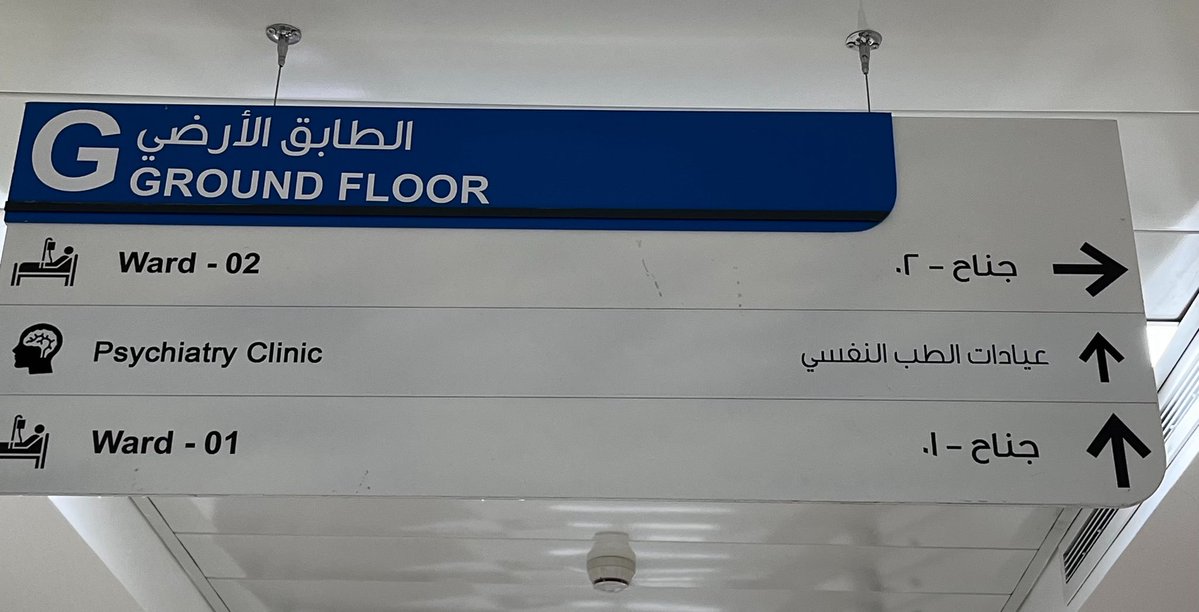 G
الطابق الأرضي
GROUND FLOOR
Ward - 02
جناح - ٠٢
Psychiatry Clinic
عيادات الطب النفسي
Ward - 01
جناح - ٠١